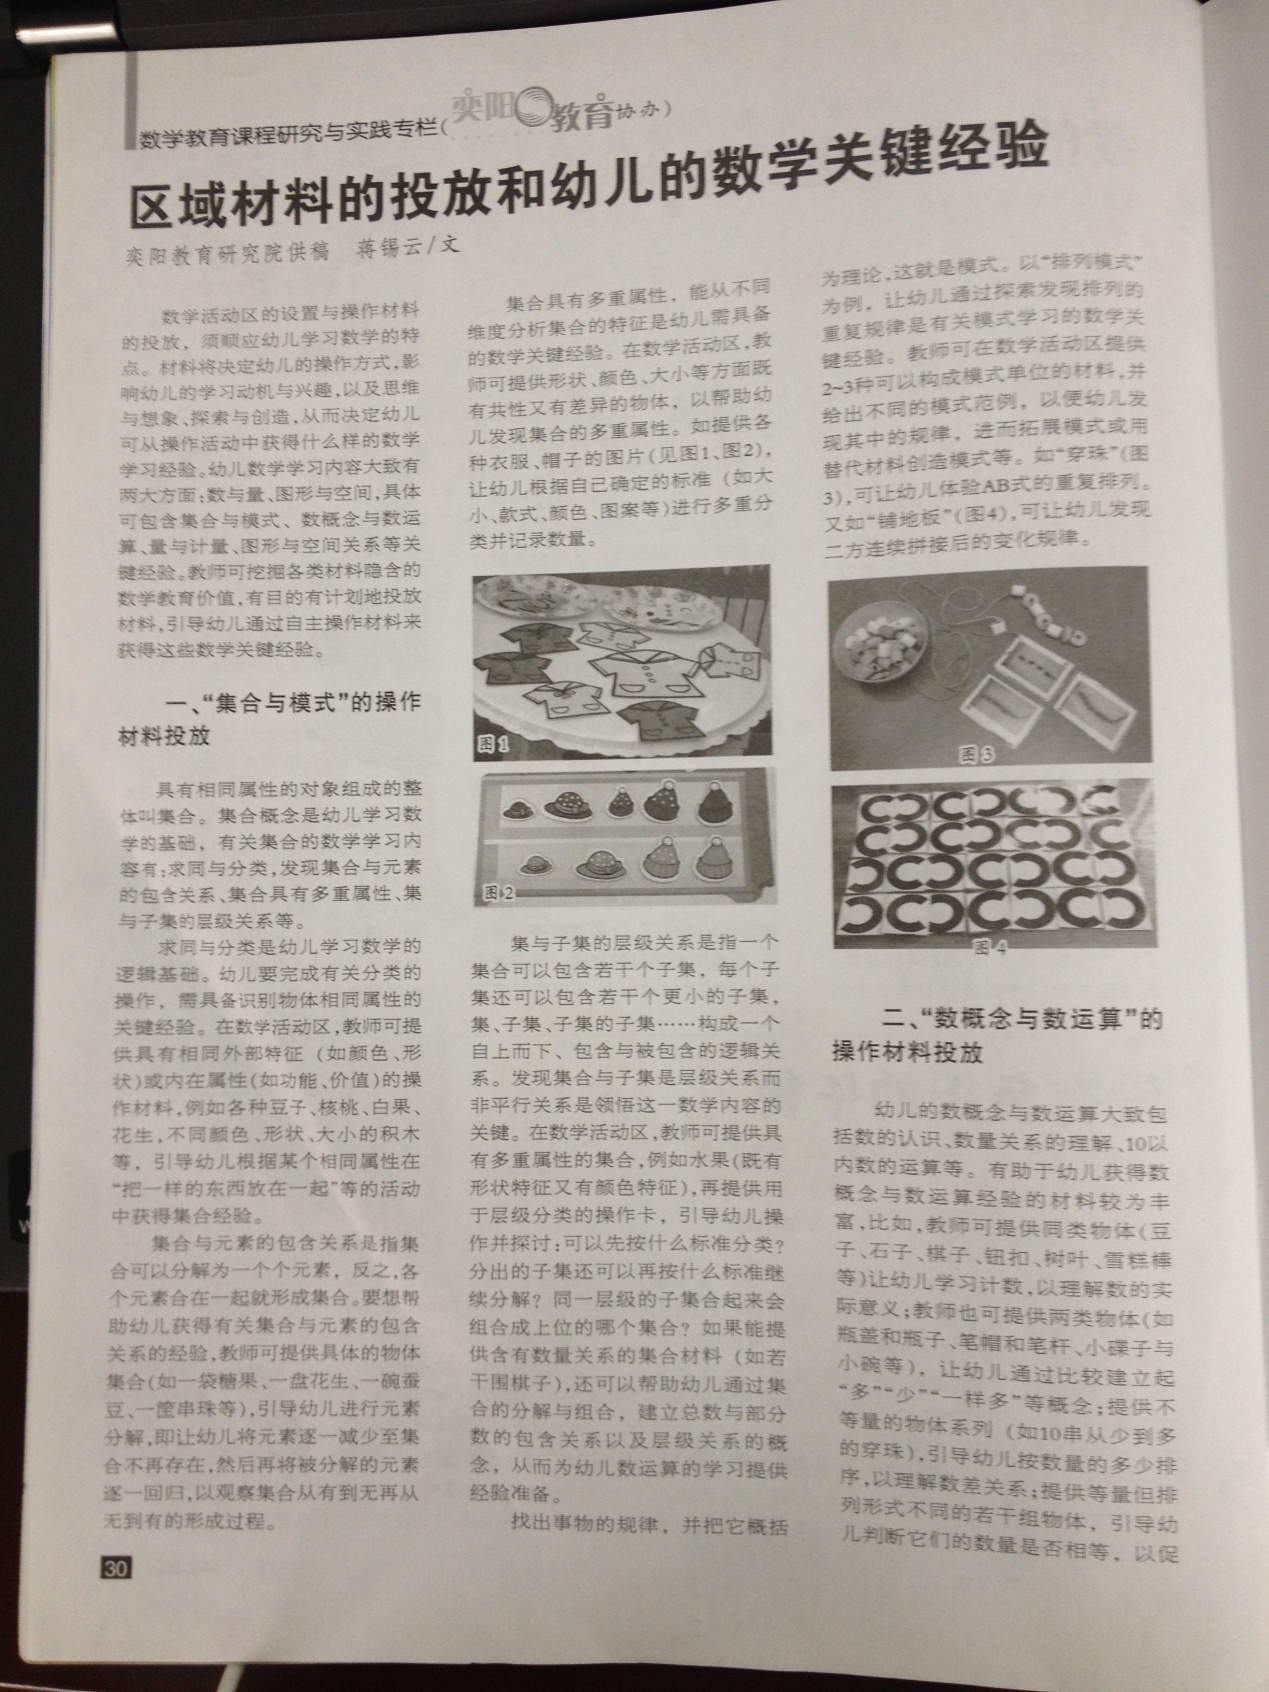 数学教育课程研究与实践专栏(奕阳教育协办)
区域材料的投放和幼儿的数学关键经验
奕阳教育研究院供稿 蒋锡云/文
数学活动区的设置与操作材料
的投放，须顺应幼儿学习数学的特
点。材料将决定幼儿的操作方式,影
响幼儿的学习动机与兴趣,以及思维
与想象、探索与创造,从而决定幼儿
可从操作活动中获得什么样的数学
学习经验。幼儿数学学习内容大致有
两大方面:数与量、图形与空间,具体
可包含集合与模式、数概念与数运
算、量与计量、图形与空间关系等关
键经验。教师可挖掘各类材料隐含的
数学教育价值,有目的有计划地投放
材料,引导幼儿通过自主操作材料来
获得这些数学关键经验。
一、“集合与模式”的操作
材料投放
具有相同属性的对象组成的整
体叫集合。集合概念是幼儿学习数
学的基础，有关集合的数学学习内
容有:求同与分类,发现集合与元素
的包含关系、集合具有多重属性、集
与子集的层级关系等。
求同与分类是幼儿学习数学的
逻辑基础。幼儿要完成有关分类的
操作，需具备识别物体相同属性的
关键经验。在数学活动区,教师可提
供具有相同外部特征（如颜色、形
状)或内在属性(如功能、价值)的操
作材料,例如各种豆子、核桃、白果、
花生,不同颜色、形状、大小的积木
等，引导幼儿根据某个相同属性在
“把一样的东西放在一起”等的活动
中获得集合经验。
集合与元素的包含关系是指集
合可以分解为一个个元素，反之,各
个元素合在一起就形成集合。要想帮
助幼儿获得有关集合与元素的包含
关系的经验,教师可提供具体的物体
集合(如一袋糖果、一盘花生、一碗蚕
豆、一筐串珠等),引导幼儿进行元素
分解,即让幼儿将元素逐一减少至集
合不再存在,然后再将被分解的元素
逐一回归,以观察集合从有到无再从
无到有的形成过程。
30
集合具有多重属性，能从不同
维度分析集合的特征是幼儿需具备
的数学关键经验。在数学活动区,教
师可提供形状、颜色、大小等方面既
有共性又有差异的物体，以帮助幼
儿发现集合的多重属性。如提供各
种衣服、帽子的图片(见图1、图2)，
让幼儿根据自己确定的标准（如大
小、款式、颜色、图案等)进行多重分
类并记录数量。
图1
图2
集与子集的层级关系是指一个
集合可以包含若干个子集，每个子
集还可以包含若干个更小的子集，
集、子集、子集的子集……构成一个
自上而下、包含与被包含的逻辑关
系。发现集合与子集是层级关系而
非平行关系是领悟这一数学内容的
关键。在数学活动区,教师可提供具
有多重属性的集合,例如水果(既有
形状特征又有颜色特征),再提供用
于层级分类的操作卡，引导幼儿操
作并探讨:可以先按什么标准分类?
分出的子集还可以再按什么标准继
续分解？同一层级的子集合起来会
组合成上位的哪个集合？如果能提
供含有数量关系的集合材料（如若
干围棋子),还可以帮助幼儿通过集
合的分解与组合，建立总数与部分
数的包含关系以及层级关系的概
念，从而为幼儿数运算的学习提供
经验准备。
找出事物的规律，并把它概括
为理论,这就是模式。以“排列模式”
为例，让幼儿通过探索发现排列的
重复规律是有关模式学习的数学关
键经验。教师可在数学活动区提供
2~3种可以构成模式单位的材料,并
给出不同的模式范例，以便幼儿发
现其中的规律，进而拓展模式或用
替代材料创造模式等。如“穿珠”(图
3),可让幼儿体验AB式的重复排列。
又如“铺地板”(图4),可让幼儿发现
二方连续拼接后的变化规律。
图3
图4
二、“数概念与数运算”的
操作材料投放
幼儿的数概念与数运算大致包
括数的认识、数量关系的理解、10以
内数的运算等。有助于幼儿获得数
概念与数运算经验的材料较为丰
富,比如,教师可提供同类物体(豆
子、石子、棋子、钮扣、树叶、雪糕棒
等)让幼儿学习计数,以理解数的实
际意义;教师也可提供两类物体(如
瓶盖和瓶子、笔帽和笔杆、小碟子与
小碗等)，让幼儿通过比较建立起
“多”“少”“一样多”等概念;提供不
等量的物体系列（如10串从少到多
的穿珠),引导幼儿按数量的多少排
序,以理解数差关系;提供等量但排
列形式不同的若干组物体，引导幼
儿判断它们的数量是否相等，以促